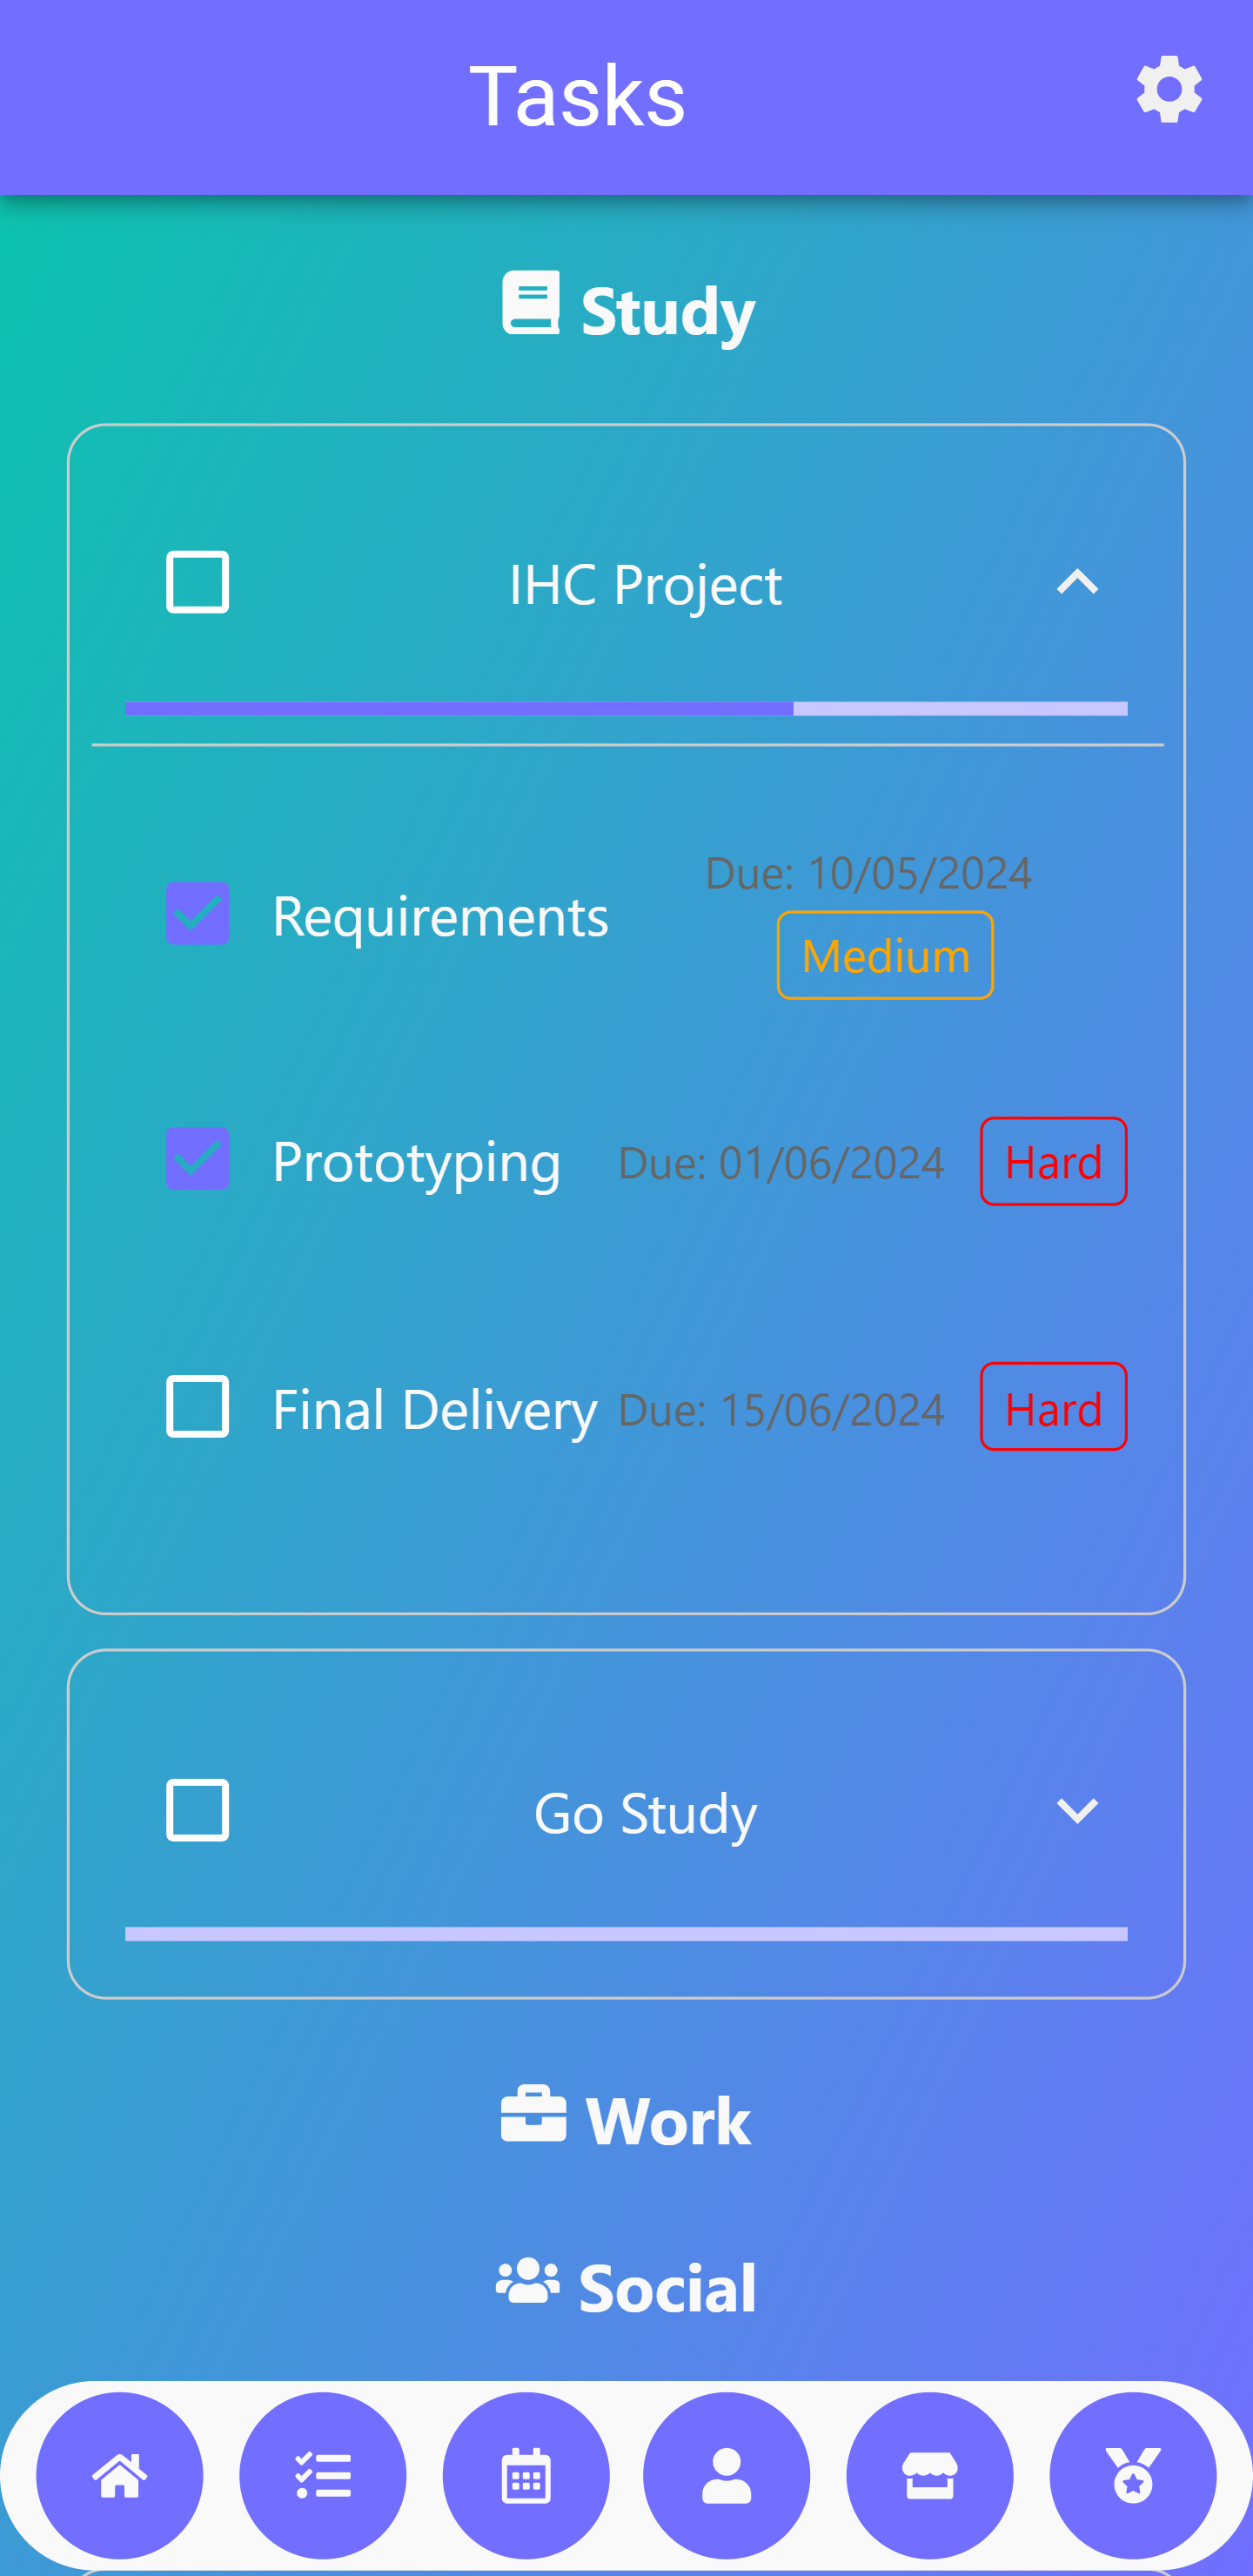 Tasks
Study
IHC Project
Requirements
Due: 10/05/2024
Medium
Prototyping Due: 01/06/2024 Hard
Final Delivery Due: 15/06/2024 Hard
Go Study
Work
Social